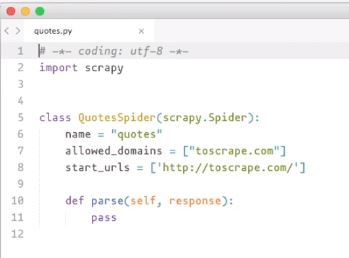 quotes.py ×
1 # -*- coding: utf-8 -*-
2 import scrapy
3
4
5 class QuotesSpider(scrapy.Spider):
6     name = "quotes"
7     allowed_domains = ["toscrape.com"]
8     start_urls = ['http://toscrape.com/']
9
10     def parse(self, response):
11         pass
12